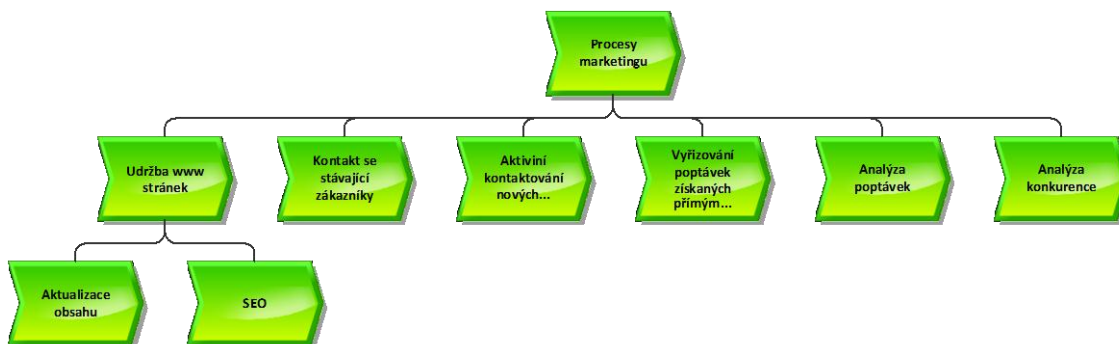 Procesy
marketingu
Udržba www
stránek
Kontakt se
stávající
zákazníky
Aktiviní
kontaktování
nových...
Vyřizování
poptávek
získaných
přímým...
Analýza
poptávek
Analýza
konkurence
Aktualizace
obsahu
SEO